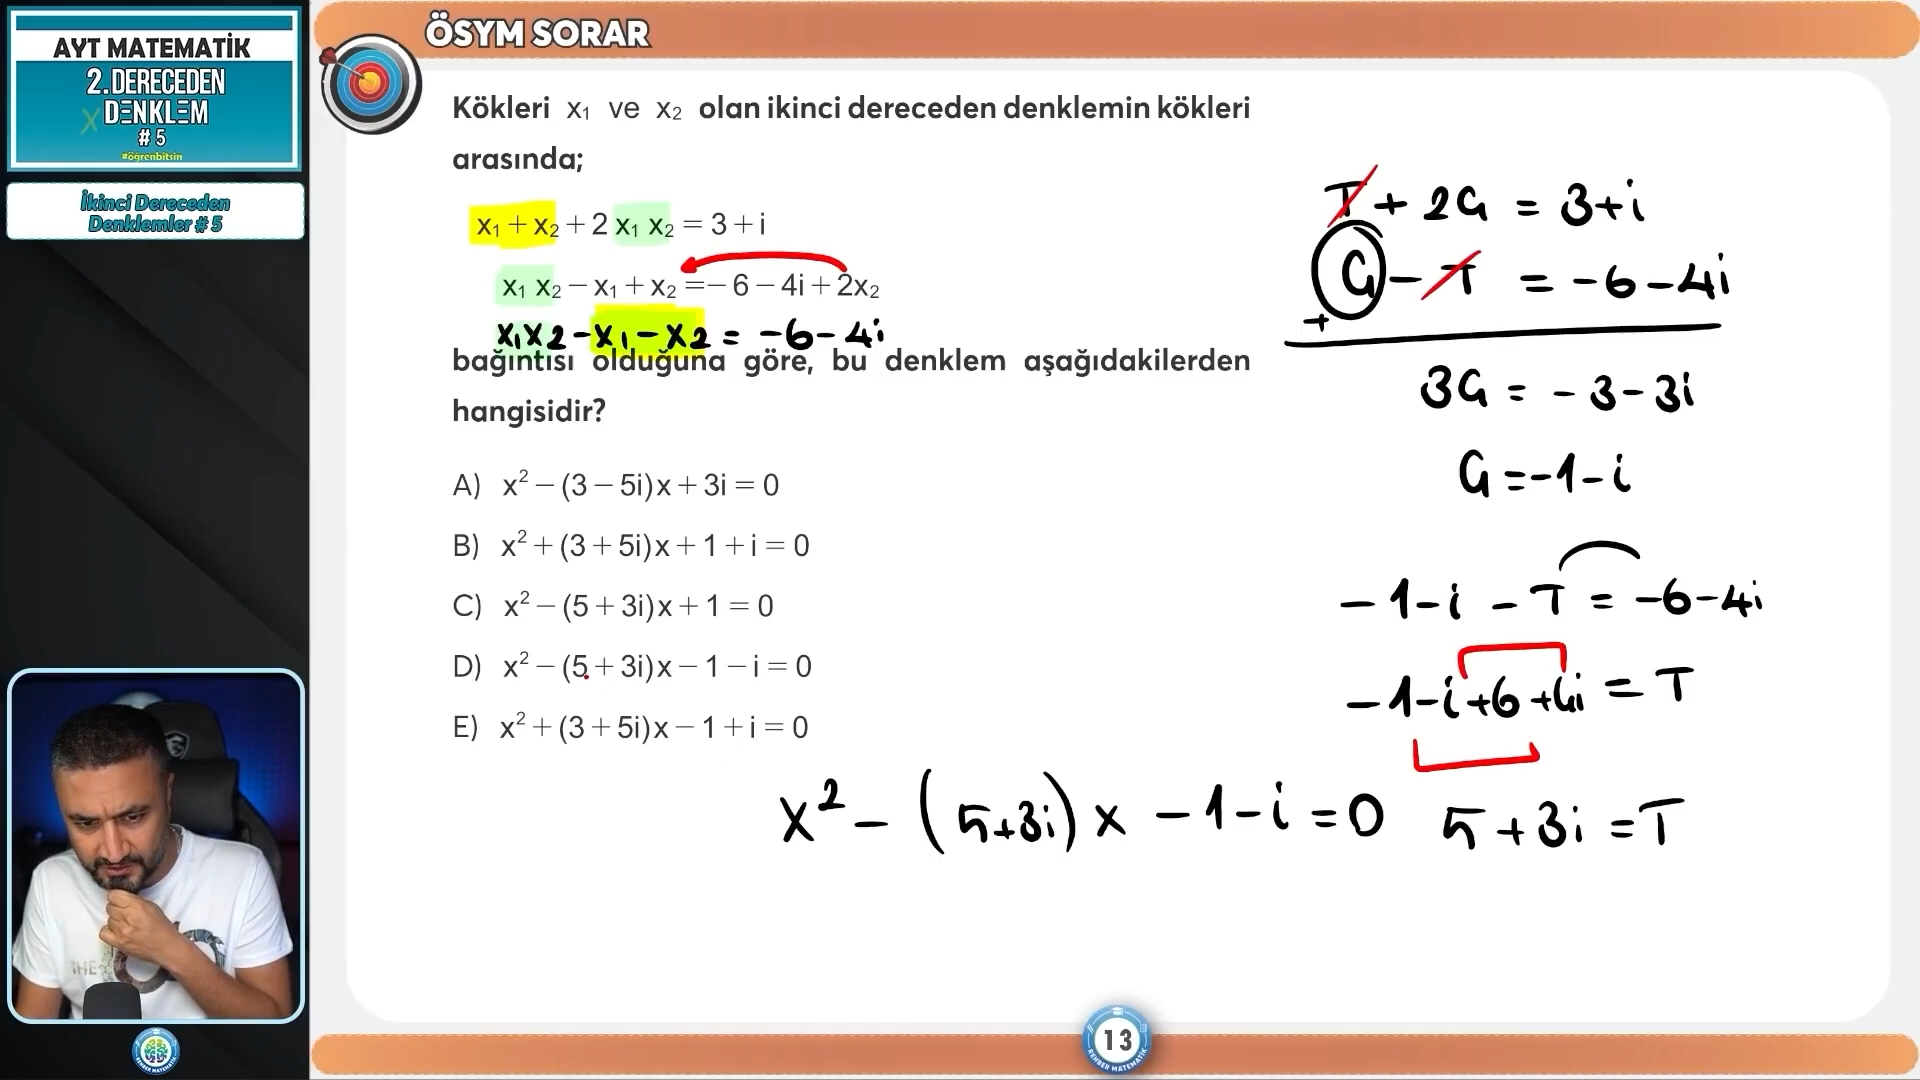 AYT MATEMATİK
2.DERECEDEN
X DENKLEM
# 5
#öğrenbitsin
İkinci Dereceden
Denklemler # 5
ÖSYM SORAR
Kökleri x₁ ve x₂ olan ikinci dereceden denklemin kökleri
arasında;
x₁ + x₂ + 2 x₁ x₂ = 3 + i
x₁ x₂ − x₁ + x₂ = − 6 − 4i + 2x₂
x₁x₂ - x₁ - x₂ = -6 - 4i
bağıntısı olduğuna göre, bu denklem aşağıdakilerden
hangisidir?
A) x² − (3 − 5i)x + 3i = 0
B) x² + (3 + 5i)x + 1 + i = 0
C) x² − (5 + 3i)x + 1 = 0
D) x² − (5 + 3i)x − 1 − i = 0
E) x² + (3 + 5i)x − 1 + i = 0
T + 2G = 3+i
G - T = -6-4i
+
3G = -3-3i
G = -1-i
-1-i - T = -6-4i
-1-i+6+4i = T
5+3i = T
x² - (5+3i)x -1-i = 0
THE
13
REHBER MATEMATİK
REHBER MATEMATİK